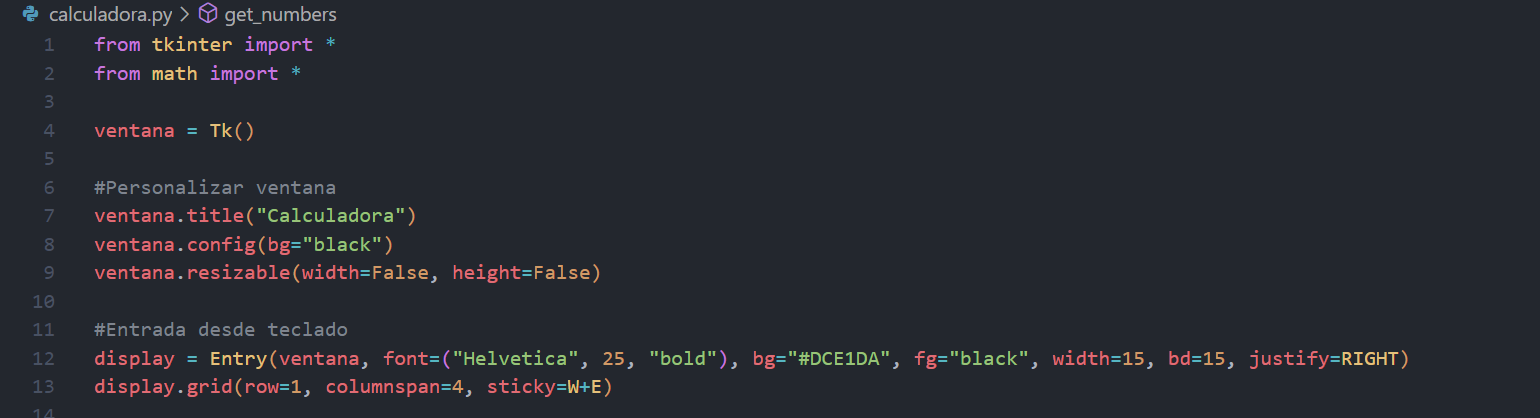 calculadora.py > get_numbers
1 from tkinter import *
2 from math import *
3
4 ventana = Tk()
5
6 #Personalizar ventana
7 ventana.title("Calculadora")
8 ventana.config(bg="black")
9 ventana.resizable(width=False, height=False)
10
11 #Entrada desde teclado
12 display = Entry(ventana, font=("Helvetica", 25, "bold"), bg="#DCE1DA", fg="black", width=15, bd=15, justify=RIGHT)
13 display.grid(row=1, columnspan=4, sticky=W+E)
14